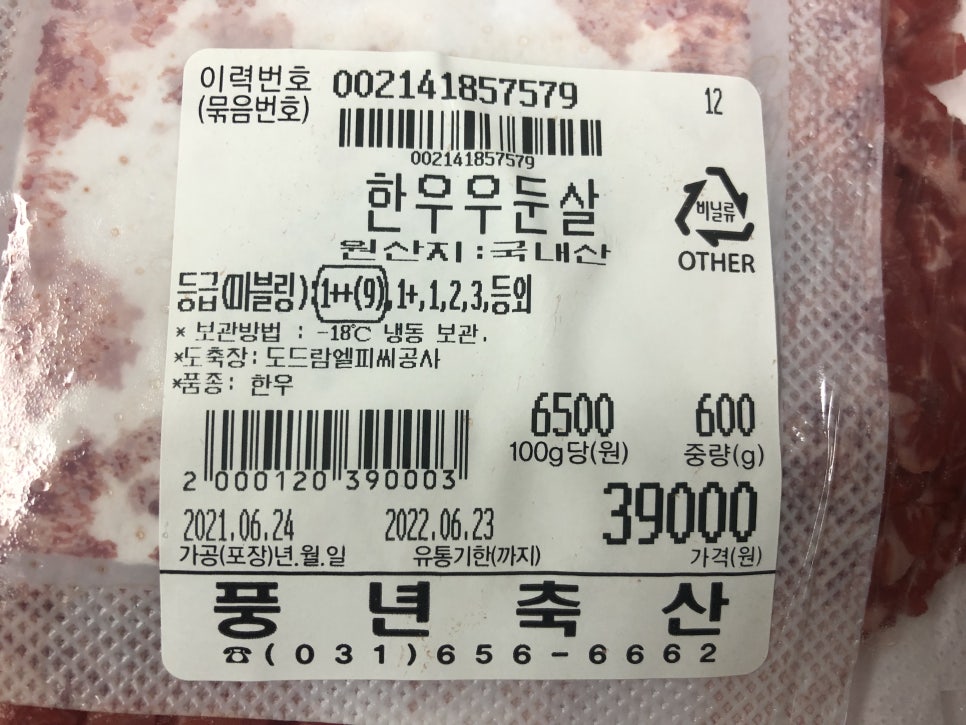 이력번호 002141857579 12
(묶음번호)
002141857579
한우우둔살
비닐류
원산지:국내산
OTHER
등급(마블링):1++(9),1+,1,2,3,등외
* 보관방법 : -18℃ 냉동 보관.
*도축장: 도드람엘피씨공사
*품종: 한우
6500 600
100g당(원) 중량(g)
2 000120 390003
39000
2021.06.24 2022.06.23
가공(포장)년.월.일 유통기한(까지) 가격(원)
풍년축산
☎(031)656-6662